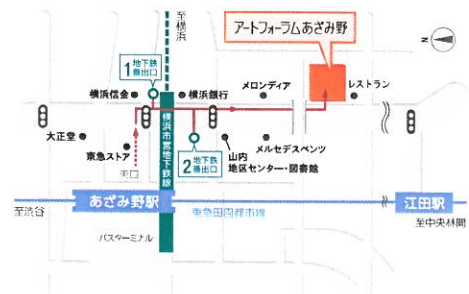 至横浜
アートフォーラムあざみ野
N
1 地下鉄
番出口
横浜信金
横浜銀行
メロンディア
レストラン
大正堂
東急ストア
東口
横浜市営地下鉄線
2 地下鉄
番出口
山内
地区センター・図書館
メルセデスベンツ
あざみ野駅
江田駅
至渋谷
東急田園都市線
至中央林間
バスターミナル